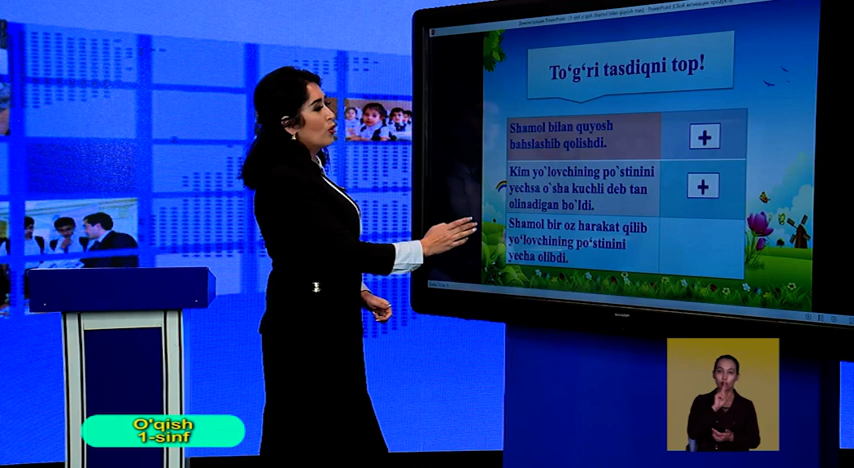 To‘g‘ri tasdiqni top!
Shamol bilan quyosh
bahslashib qolishdi.
+
Kim yo`lovchining po`stinini
yechsa o`sha kuchli deb tan
olinadigan bo`ldi.
+
Shamol bir oz harakat qilib
yo‘lovchining po‘stinini
yecha olibdi.
SHARP
O'qish
1-sinf